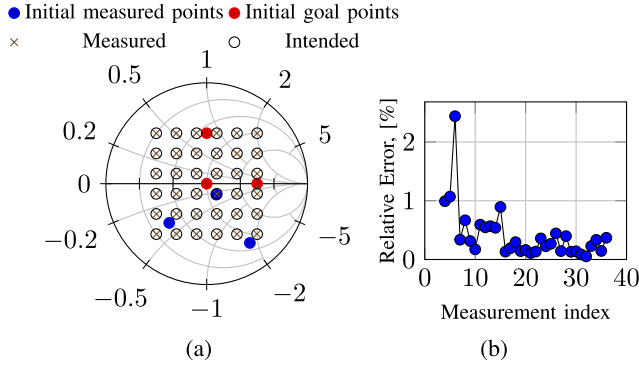 Initial measured points Initial goal points
Measured Intended
1
0.5 2
0.2 5
0
−0.2 −5
−0.5 −2
−1
(a)
Relative Error, [%]
2
1
0
0 10 20 30 40
Measurement index
(b)